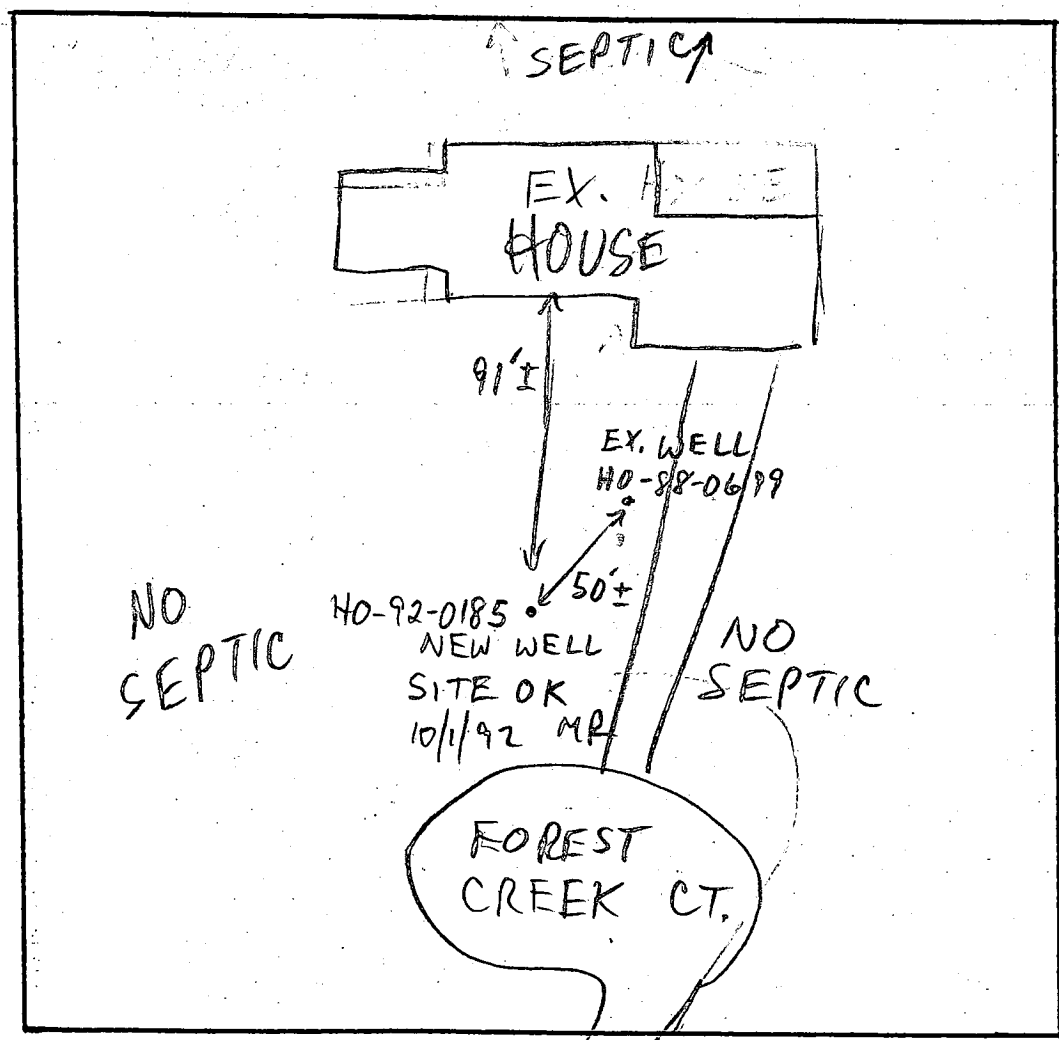 SEPTIC
EX.
HOUSE
91'±
EX. WELL
HO-88-0699
50'±
HO-92-0185
NEW WELL
SITE OK
10/1/92 MR
NO
SEPTIC
NO
SEPTIC
FOREST
CREEK CT.